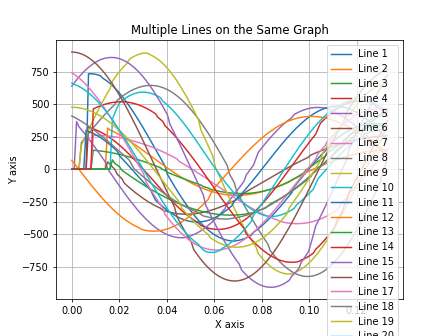 Multiple Lines on the Same Graph
Y axis
750
500
250
0
−250
−500
−750
0.00
0.02
0.04
0.06
0.08
0.10
X axis
Line 1
Line 2
Line 3
Line 4
Line 5
Line 6
Line 7
Line 8
Line 9
Line 10
Line 11
Line 12
Line 13
Line 14
Line 15
Line 16
Line 17
Line 18
Line 19
Line 20